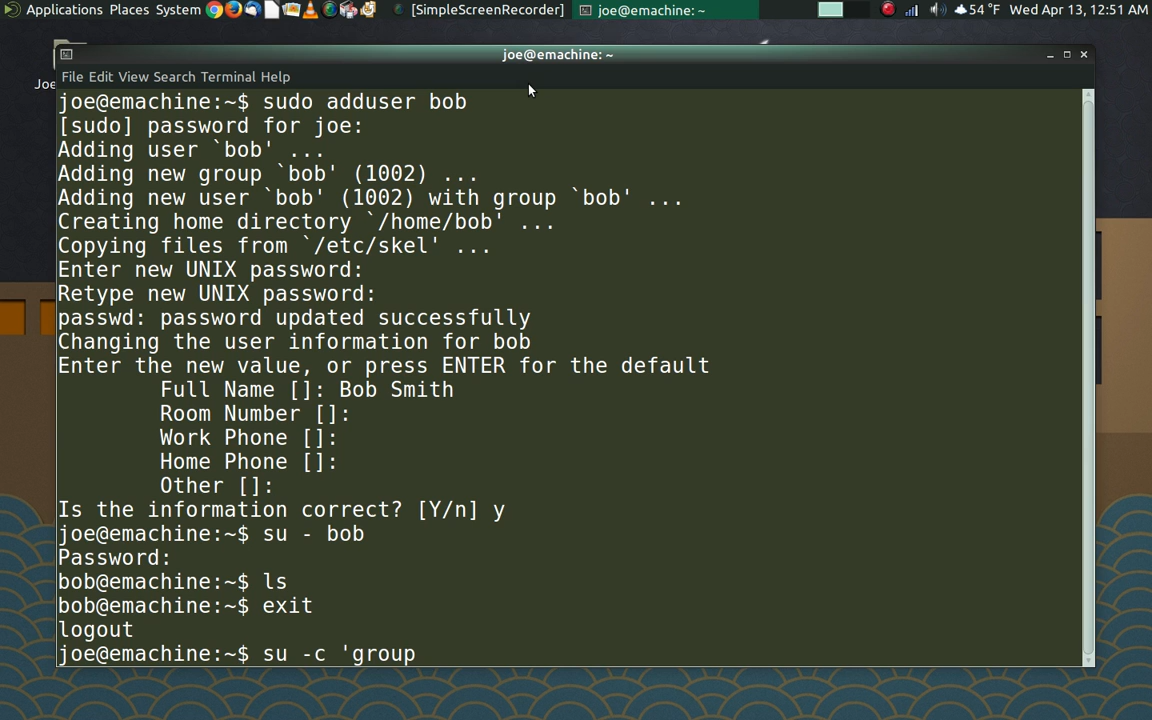 Applications Places System [SimpleScreenRecorder] joe@emachine: ~ 54 °F Wed Apr 13, 12:51 AM
Joe
joe@emachine: ~
File Edit View Search Terminal Help
joe@emachine:~$ sudo adduser bob
[sudo] password for joe:
Adding user `bob' ...
Adding new group `bob' (1002) ...
Adding new user `bob' (1002) with group `bob' ...
Creating home directory `/home/bob' ...
Copying files from `/etc/skel' ...
Enter new UNIX password:
Retype new UNIX password:
passwd: password updated successfully
Changing the user information for bob
Enter the new value, or press ENTER for the default
Full Name []: Bob Smith
Room Number []:
Work Phone []:
Home Phone []:
Other []:
Is the information correct? [Y/n] y
joe@emachine:~$ su - bob
Password:
bob@emachine:~$ ls
bob@emachine:~$ exit
logout
joe@emachine:~$ su -c 'group